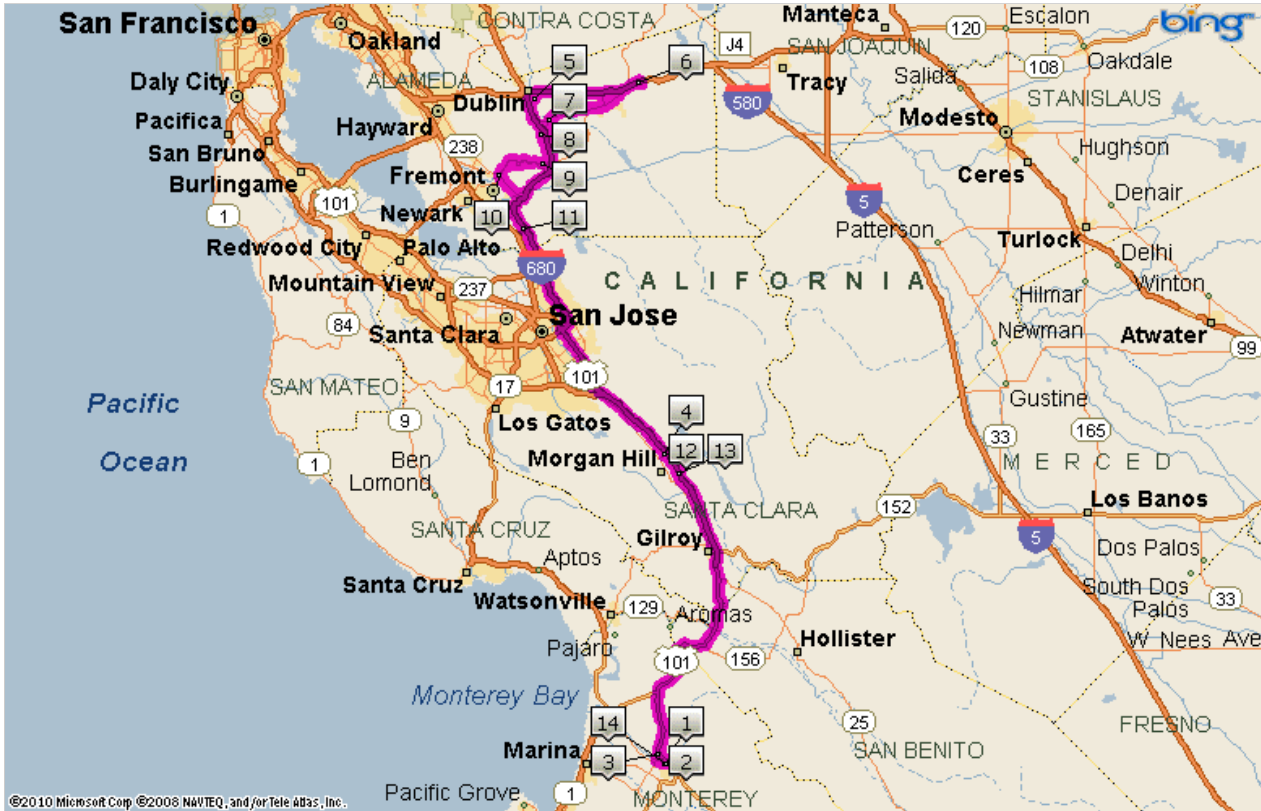 San Francisco
Oakland
CONTRA COSTA
Manteca
120
Escalon
bing
J4
SAN JOAQUIN
Oakdale
Daly City
ALAMEDA
5
6
Tracy
Salida
108
Dublin
7
580
STANISLAUS
Pacifica
Hayward
Modesto
San Bruno
238
8
Hughson
Burlingame
Fremont
9
Ceres
Denair
101
Newark
10
11
5
1
Patterson
Turlock
Redwood City
Palo Alto
Delhi
680
CALIFORNIA
Winton
Mountain View
237
Hilmar
84
Santa Clara
San Jose
Newman
Atwater
99
SAN MATEO
17
101
Gustine
Pacific
Ocean
9
Los Gatos
4
33
165
1
Ben
Lomond
Morgan Hill
12
13
MERCED
SANTA CLARA
152
Los Banos
SANTA CRUZ
Gilroy
5
Dos Palos
Aptos
Santa Cruz
South Dos
Palos
33
Watsonville
129
Aromas
Hollister
W Nees Ave
Pajaro
101
156
Monterey Bay
14
1
25
FRESNO
Marina
3
2
SAN BENITO
Pacific Grove
1
MONTEREY
©2010 Microsoft Corp ©2008 NAVTEQ, and/or Tele Atlas, Inc.